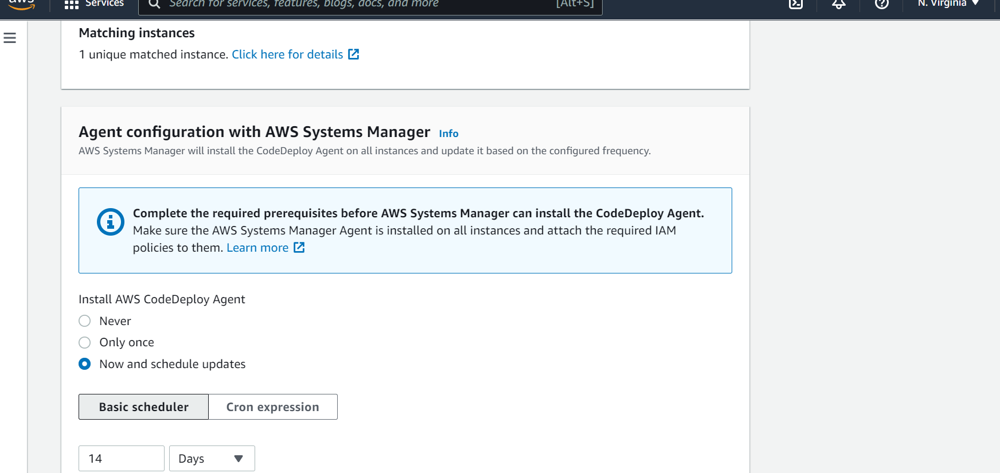 aws
Services
Search for services, features, blogs, docs, and more
[Alt+S]
N. Virginia
Matching instances
1 unique matched instance. Click here for details
Agent configuration with AWS Systems Manager Info
AWS Systems Manager will install the CodeDeploy Agent on all instances and update it based on the configured frequency.
Complete the required prerequisites before AWS Systems Manager can install the CodeDeploy Agent.
Make sure the AWS Systems Manager Agent is installed on all instances and attach the required IAM
policies to them. Learn more
Install AWS CodeDeploy Agent
Never
Only once
Now and schedule updates
Basic scheduler
Cron expression
14
Days